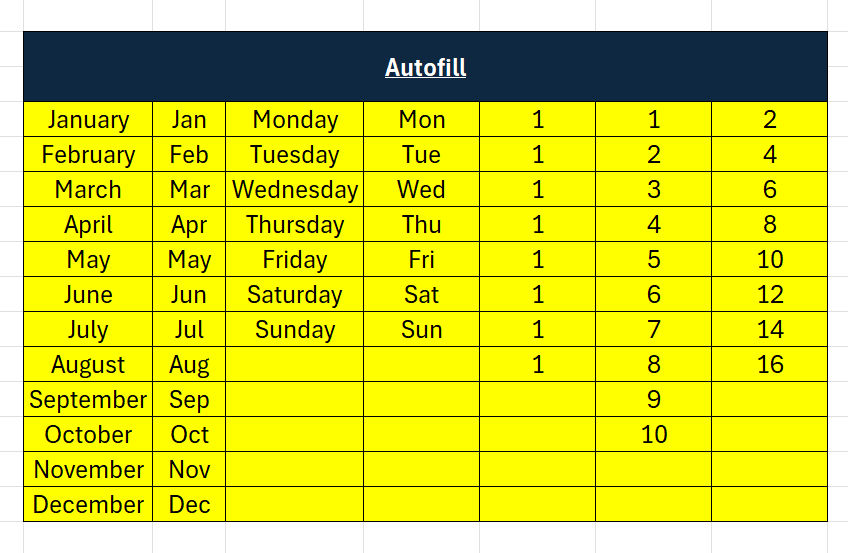 Autofill
January Jan Monday Mon 1 1 2
February Feb Tuesday Tue 1 2 4
March Mar Wednesday Wed 1 3 6
April Apr Thursday Thu 1 4 8
May May Friday Fri 1 5 10
June Jun Saturday Sat 1 6 12
July Jul Sunday Sun 1 7 14
August Aug 1 8 16
September Sep 9
October Oct 10
November Nov
December Dec